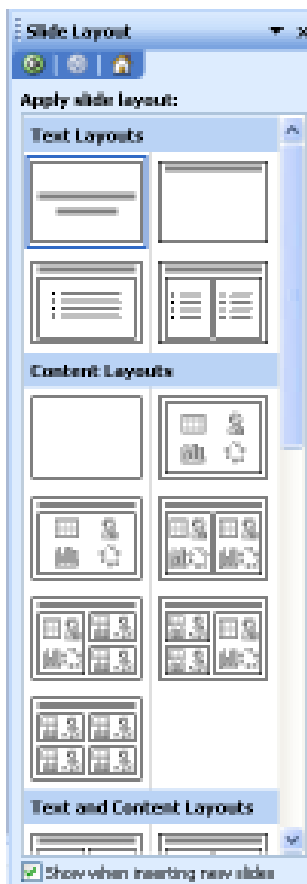 Slide Layout
Apply slide layout:
Text Layouts
Content Layouts
Text and Content Layouts
Show when inserting new slides